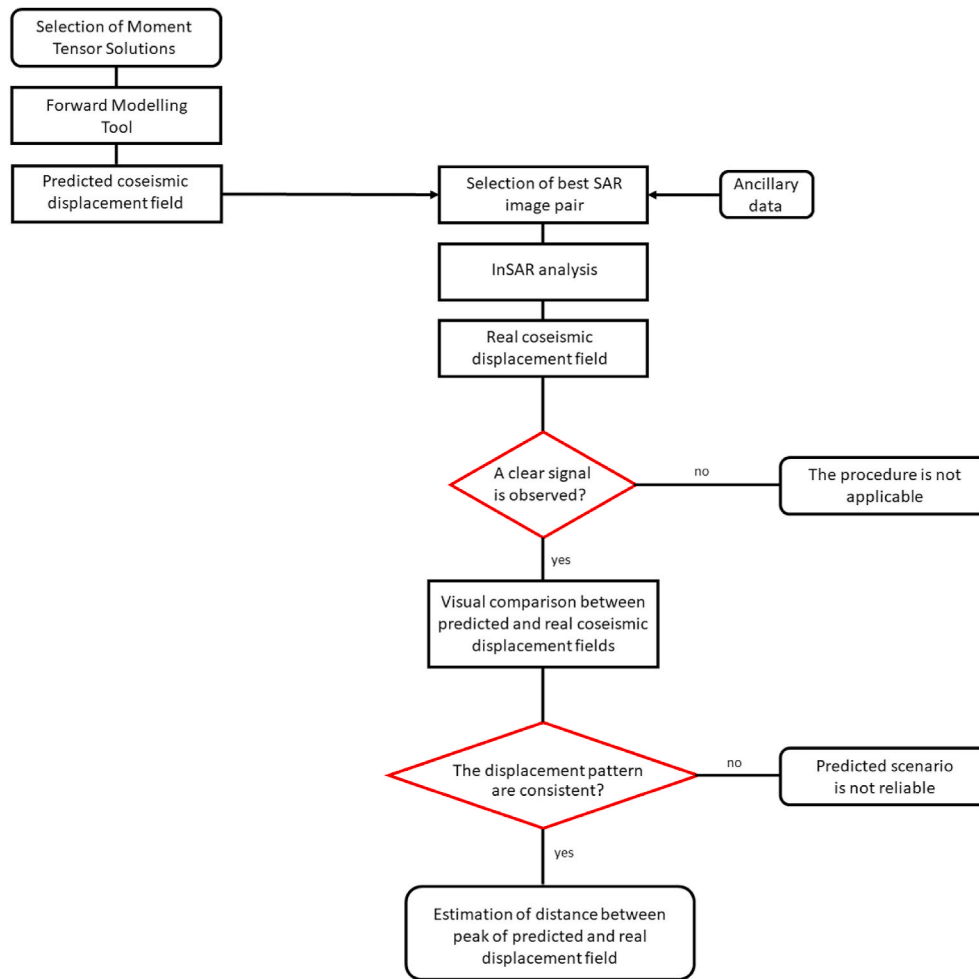 Selection of Moment
Tensor Solutions
Forward Modelling
Tool
Predicted coseismic
displacement field
Selection of best SAR
image pair
Ancillary
data
InSAR analysis
Real coseismic
displacement field
A clear signal
is observed?
no
The procedure is not
applicable
yes
Visual comparison between
predicted and real coseismic
displacement fields
The displacement pattern
are consistent?
no
Predicted scenario
is not reliable
yes
Estimation of distance between
peak of predicted and real
displacement field